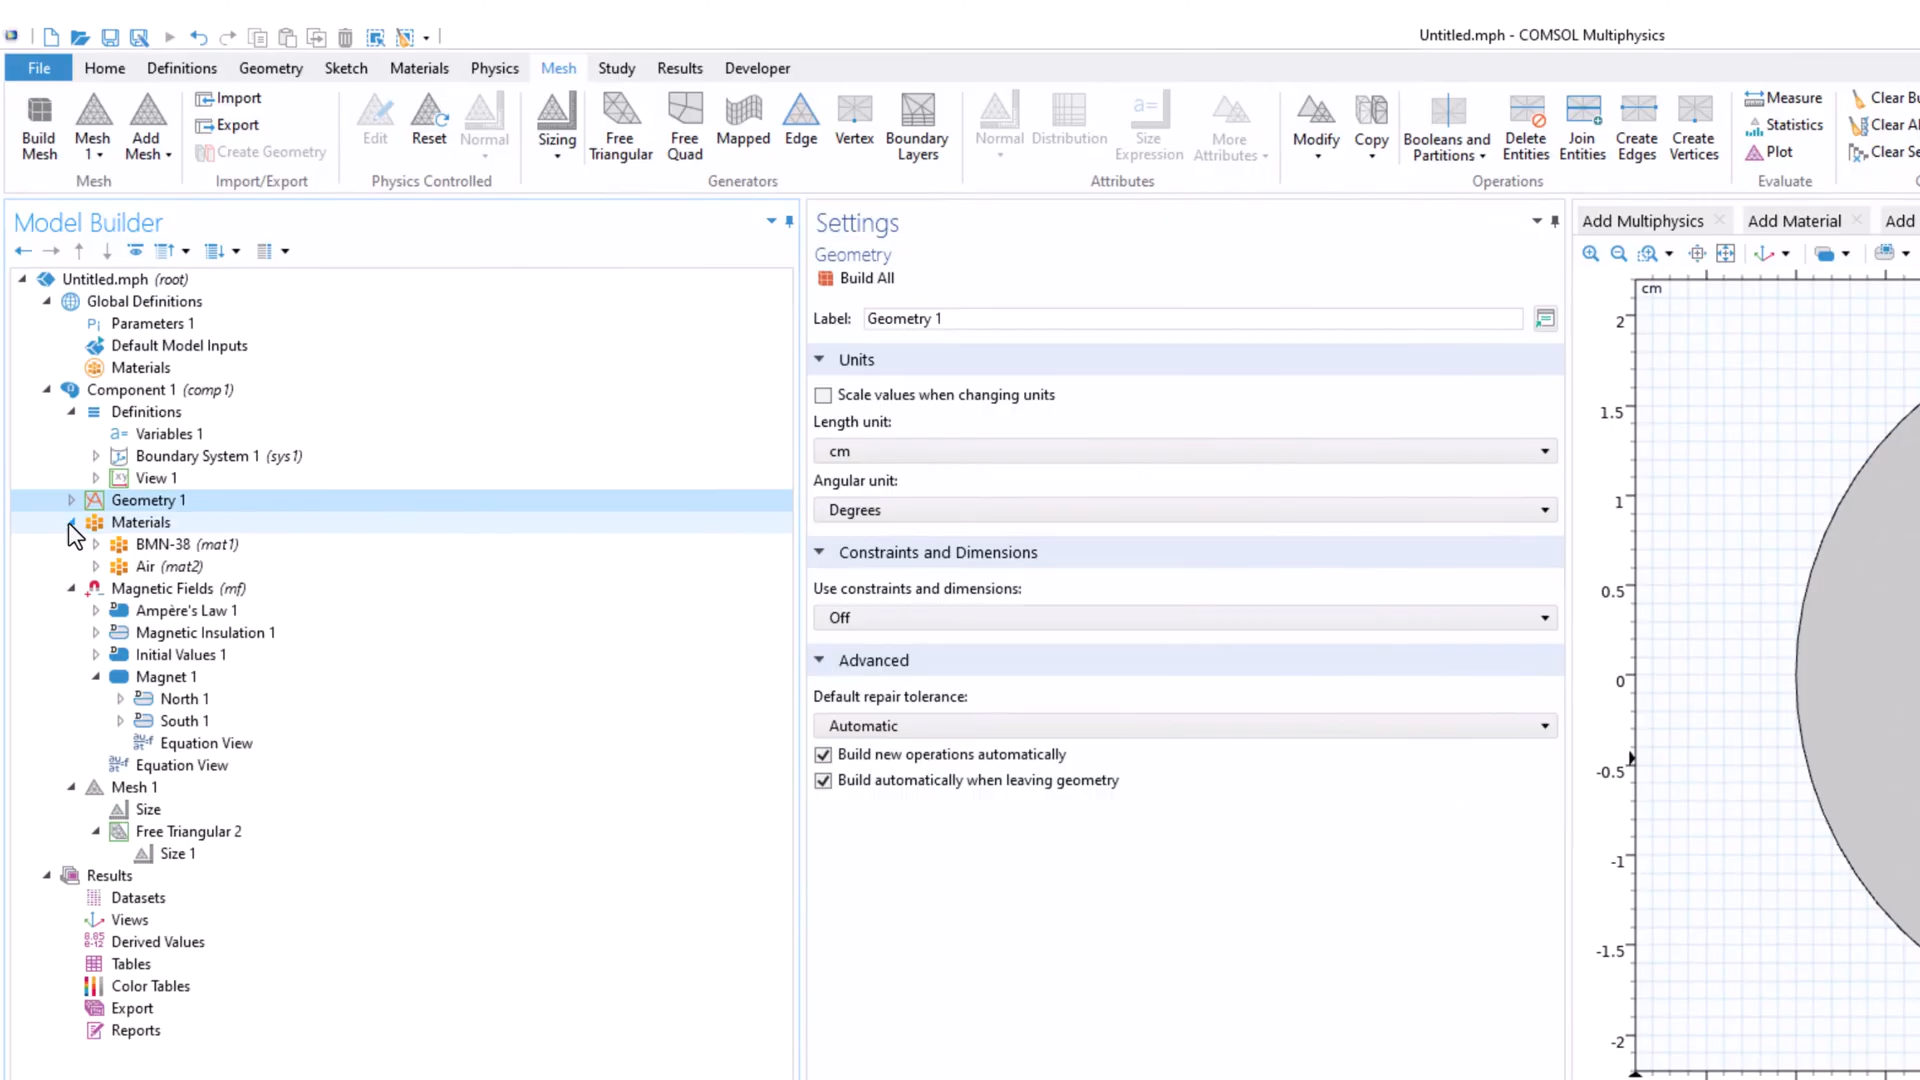 Untitled.mph - COMSOL Multiphysics
File Home Definitions Geometry Sketch Materials Physics Mesh Study Results Developer
Build Mesh
Mesh 1
Add Mesh
Import
Export
Create Geometry
Edit
Reset
Normal
Sizing
Free Triangular
Free Quad
Mapped
Edge
Vertex
Boundary Layers
Normal
Distribution
Size Expression
More Attributes
Modify
Copy
Booleans and Partitions
Delete Entities
Join Entities
Create Edges
Create Vertices
Measure
Statistics
Plot
Clear
Clear
Clear
Mesh Import/Export Physics Controlled Generators Attributes Operations Evaluate
Model Builder
Untitled.mph (root)
Global Definitions
Pi Parameters 1
Default Model Inputs
Materials
Component 1 (comp1)
Definitions
a= Variables 1
Boundary System 1 (sys1)
View 1
Geometry 1
Materials
BMN-38 (mat1)
Air (mat2)
Magnetic Fields (mf)
Ampère's Law 1
Magnetic Insulation 1
Initial Values 1
Magnet 1
North 1
South 1
Equation View
Equation View
Mesh 1
Size
Free Triangular 2
Size 1
Results
Datasets
Views
Derived Values
Tables
Color Tables
Export
Reports
Settings
Geometry
Build All
Label: Geometry 1
Units
Scale values when changing units
Length unit:
cm
Angular unit:
Degrees
Constraints and Dimensions
Use constraints and dimensions:
Off
Advanced
Default repair tolerance:
Automatic
Build new operations automatically
Build automatically when leaving geometry
Add Multiphysics Add Material Add
cm
2
1.5
1
0.5
0
-0.5
-1
-1.5
-2